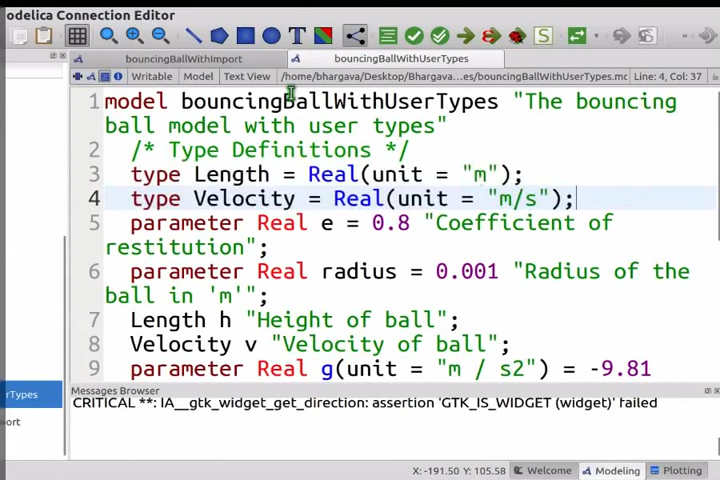 odelica Connection Editor
T
S
bouncingBallWithImport
bouncingBallWithUserTypes
Writable Model Text View /home/bhargava/Desktop/Bhargava...es/bouncingBallWithUserTypes.mo Line: 4, Col: 37
1 model bouncingBallWithUserTypes "The bouncing
ball model with user types"
2 /* Type Definitions */
3 type Length = Real(unit = "m");
4 type Velocity = Real(unit = "m/s");
5 parameter Real e = 0.8 "Coefficient of
restitution";
6 parameter Real radius = 0.001 "Radius of the
ball in 'm'";
7 Length h "Height of ball";
8 Velocity v "Velocity of ball";
9 parameter Real g(unit = "m / s2") = -9.81
erTypes
Messages Browser
CRITICAL **: IA__gtk_widget_get_direction: assertion 'GTK_IS_WIDGET (widget)' failed
ort
X: -191.50 Y: 105.58 Welcome Modeling Plotting